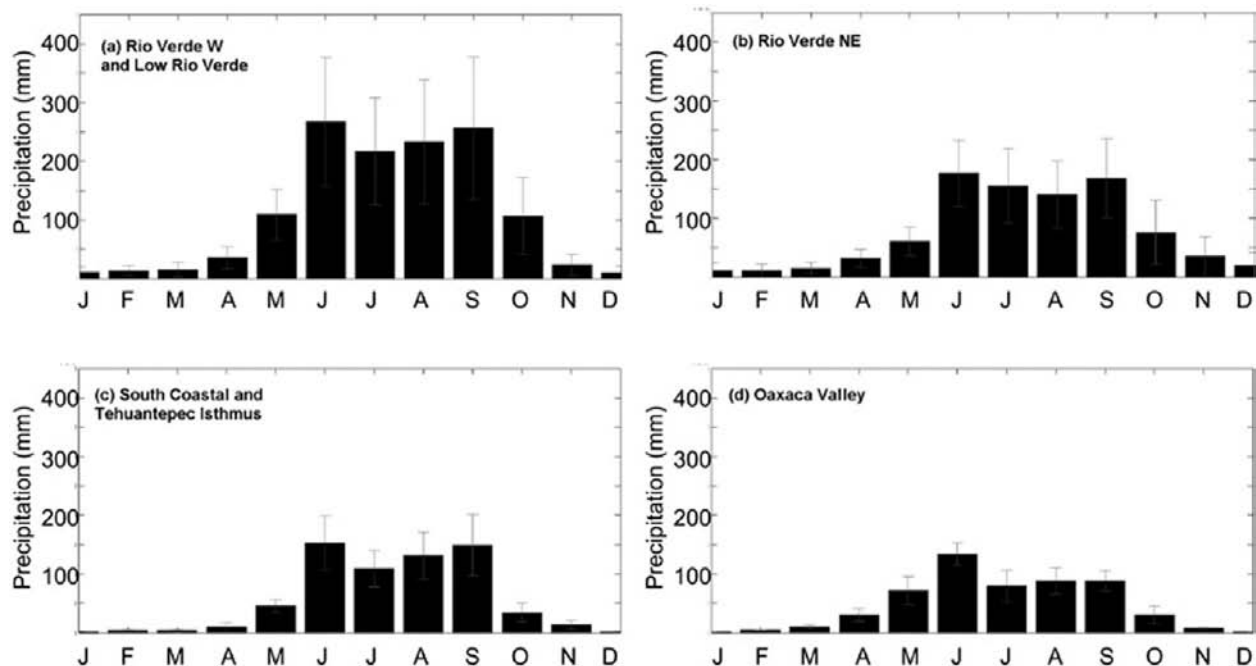 (a) Rio Verde W
and Low Rio Verde
Precipitation (mm)
400
300
200
100
J F M A M J J A S O N D
(b) Rio Verde NE
Precipitation (mm)
400
300
200
100
J F M A M J J A S O N D
(c) South Coastal and
Tehuantepec Isthmus
Precipitation (mm)
400
300
200
100
J F M A M J J A S O N D
(d) Oaxaca Valley
Precipitation (mm)
400
300
200
100
J F M A M J J A S O N D